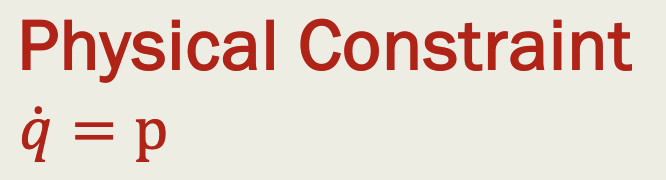 Physical Constraint
q̇ = p